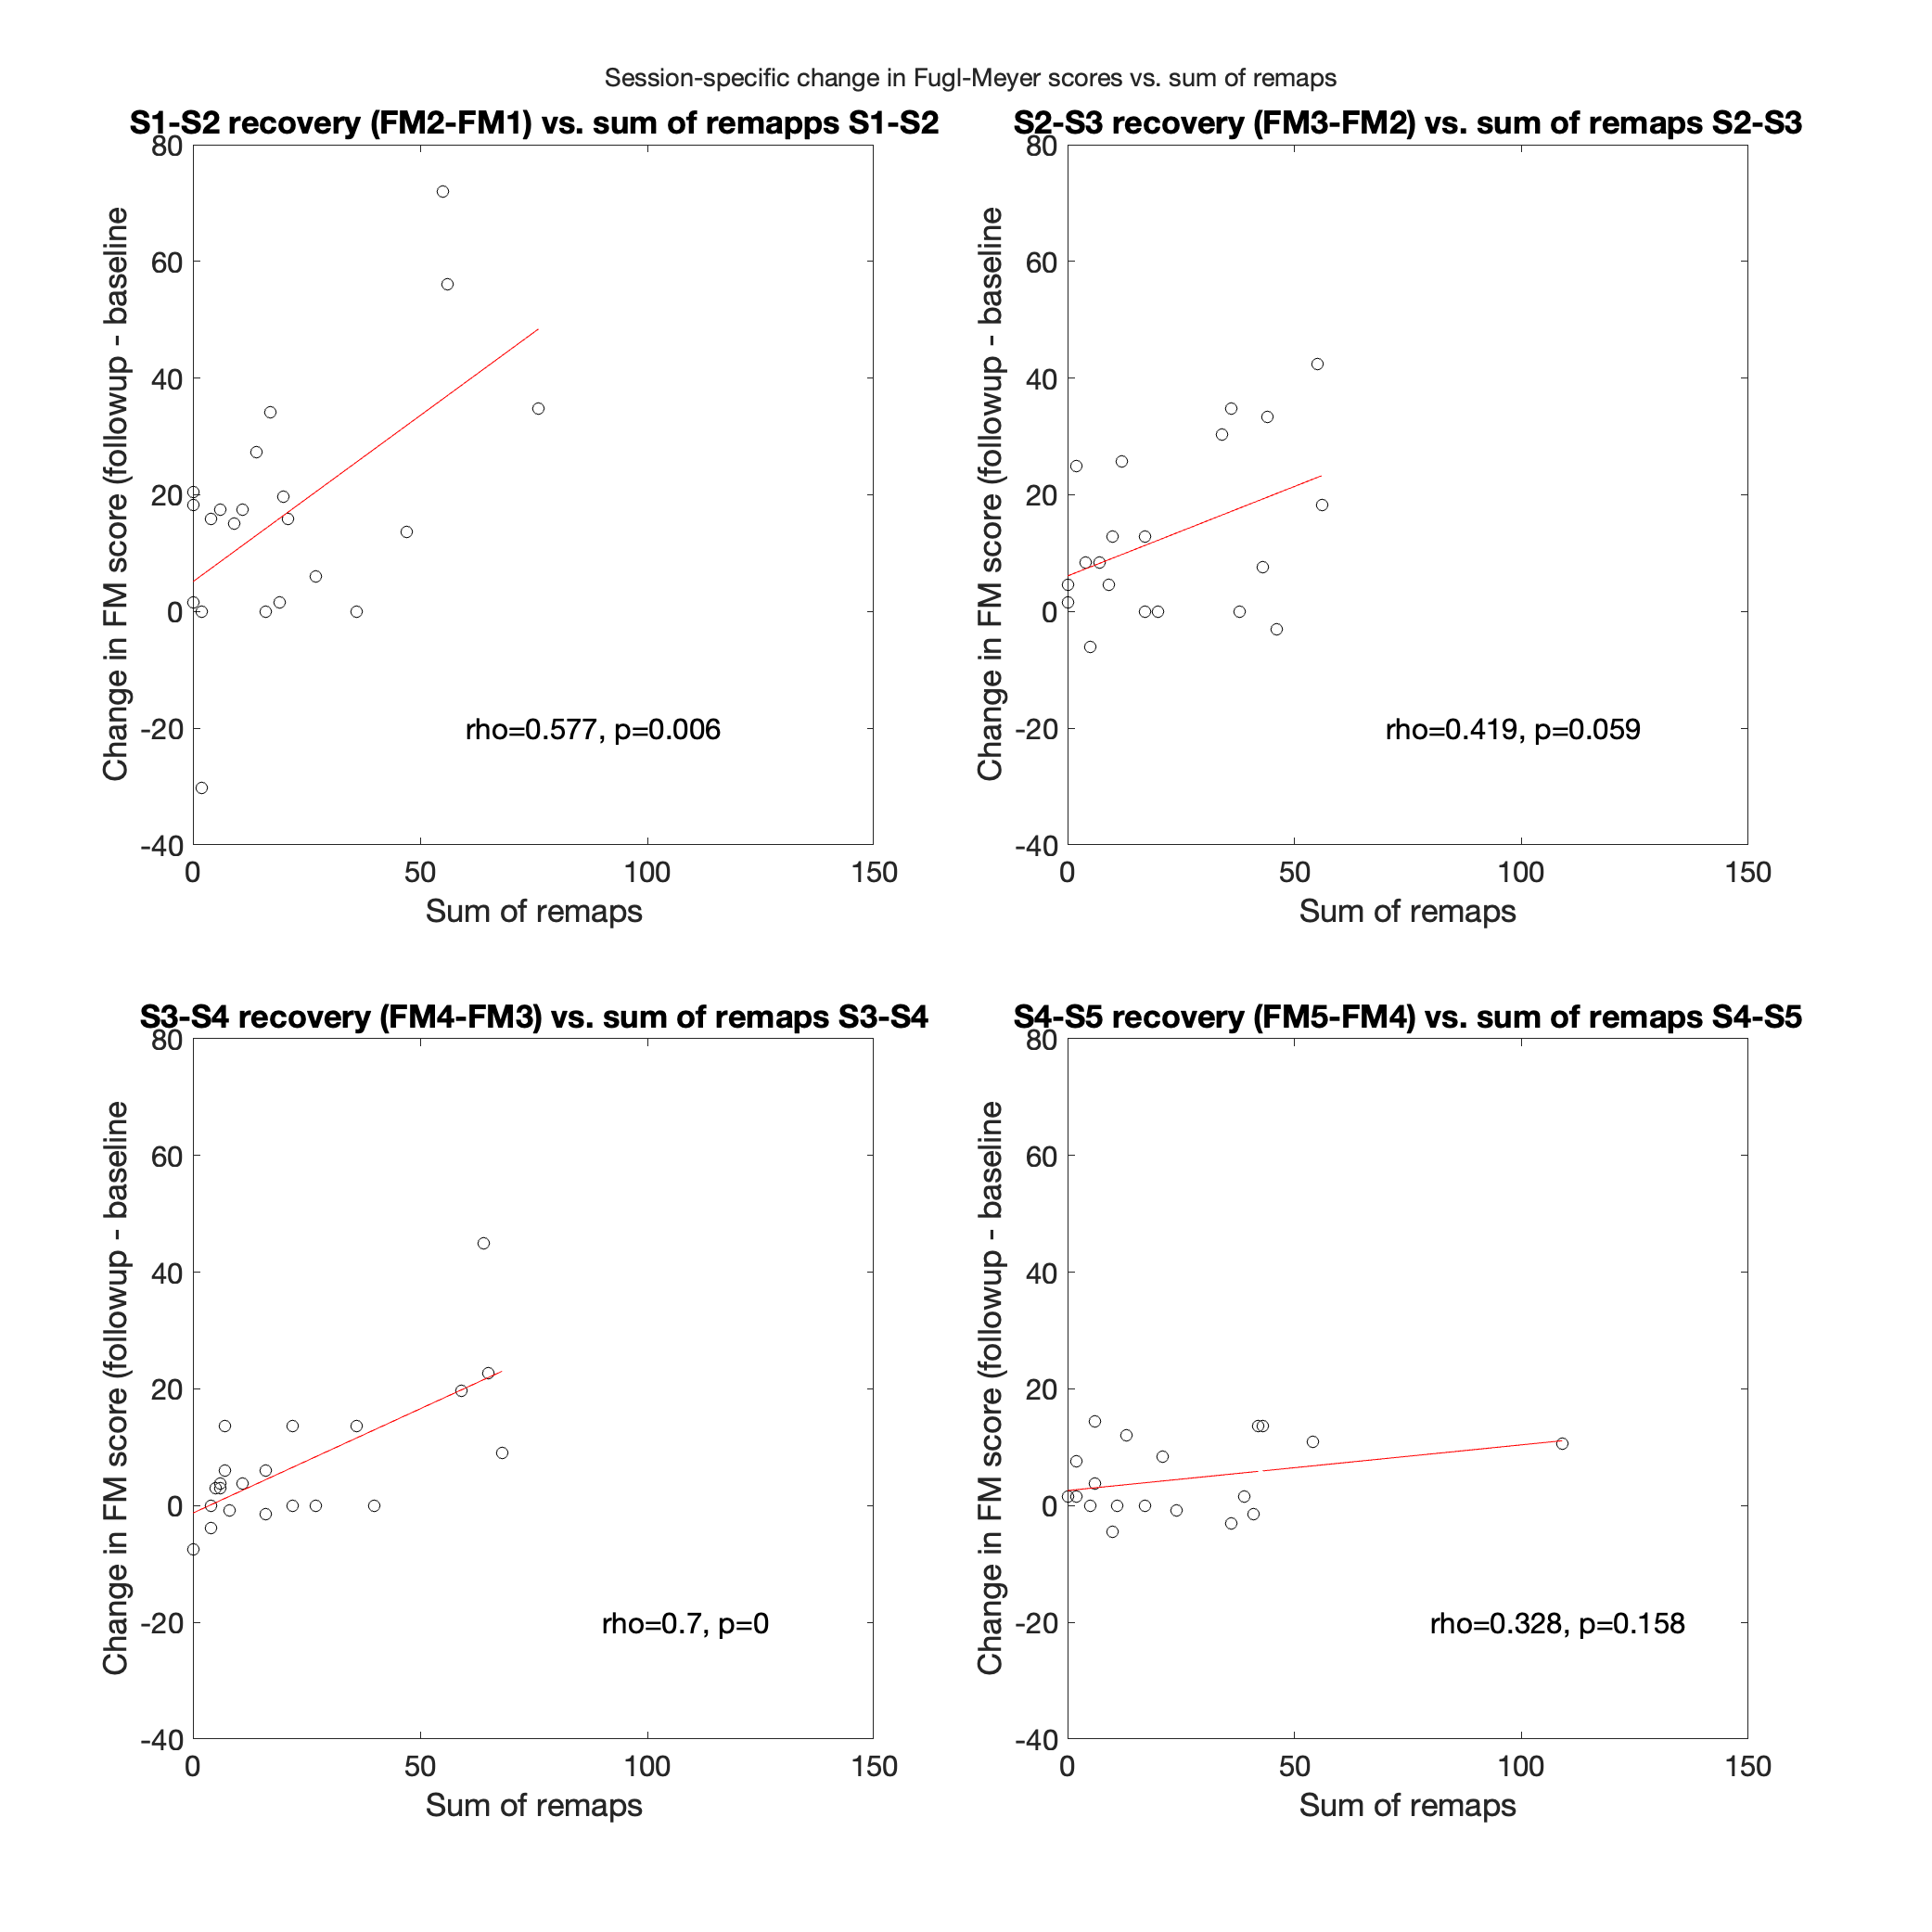 Session-specific change in Fugl-Meyer scores vs. sum of remaps
S1-S2 recovery (FM2-FM1) vs. sum of remapps S1-S2
80
60
40
20
0
-20
-40
Change in FM score (followup - baseline
rho=0.577, p=0.006
0 50 100 150
Sum of remaps
S2-S3 recovery (FM3-FM2) vs. sum of remaps S2-S3
80
60
40
20
0
-20
-40
Change in FM score (followup - baseline
rho=0.419, p=0.059
0 50 100 150
Sum of remaps
S3-S4 recovery (FM4-FM3) vs. sum of remaps S3-S4
80
60
40
20
0
-20
-40
Change in FM score (followup - baseline
rho=0.7, p=0
0 50 100 150
Sum of remaps
S4-S5 recovery (FM5-FM4) vs. sum of remaps S4-S5
80
60
40
20
0
-20
-40
Change in FM score (followup - baseline
rho=0.328, p=0.158
0 50 100 150
Sum of remaps